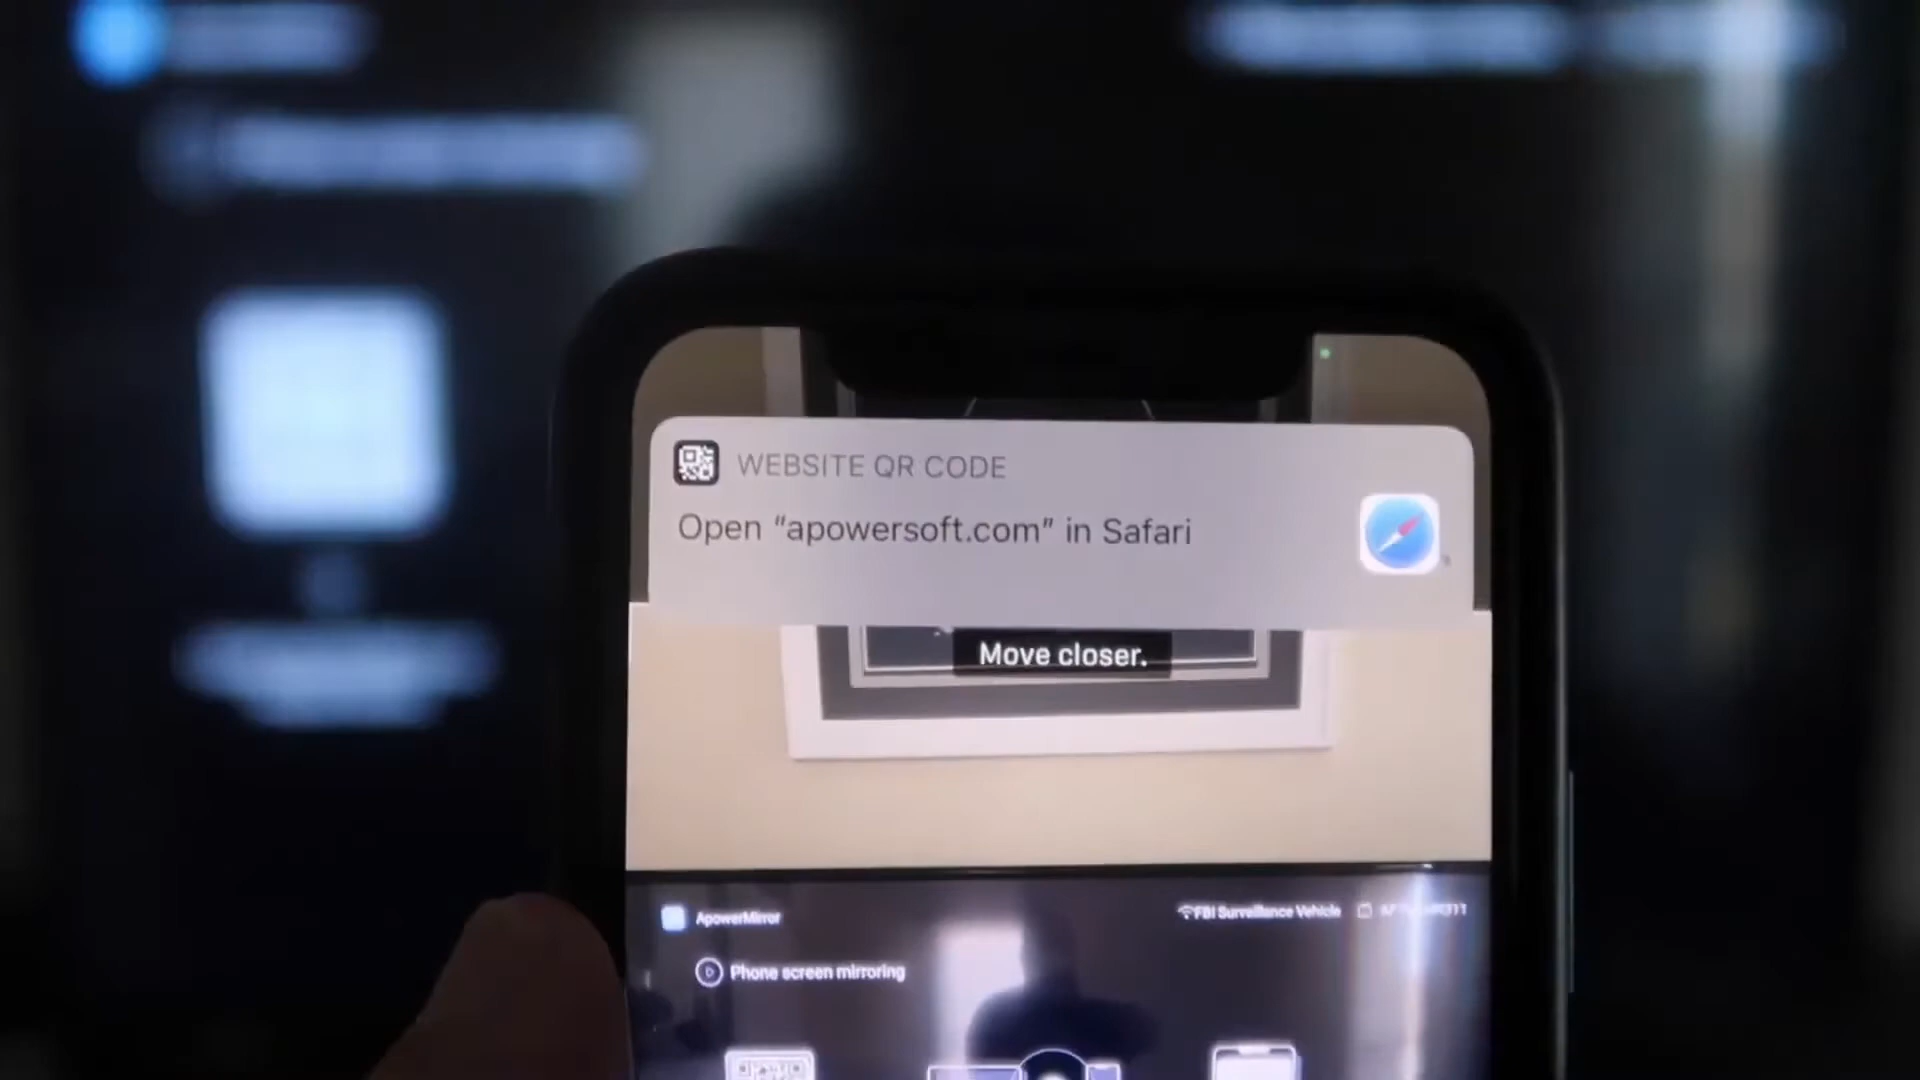 WEBSITE QR CODE
Open “apowersoft.com” in Safari
Move closer.
ApowerMirror
FBI Surveillance Vehicle
Phone screen mirroring